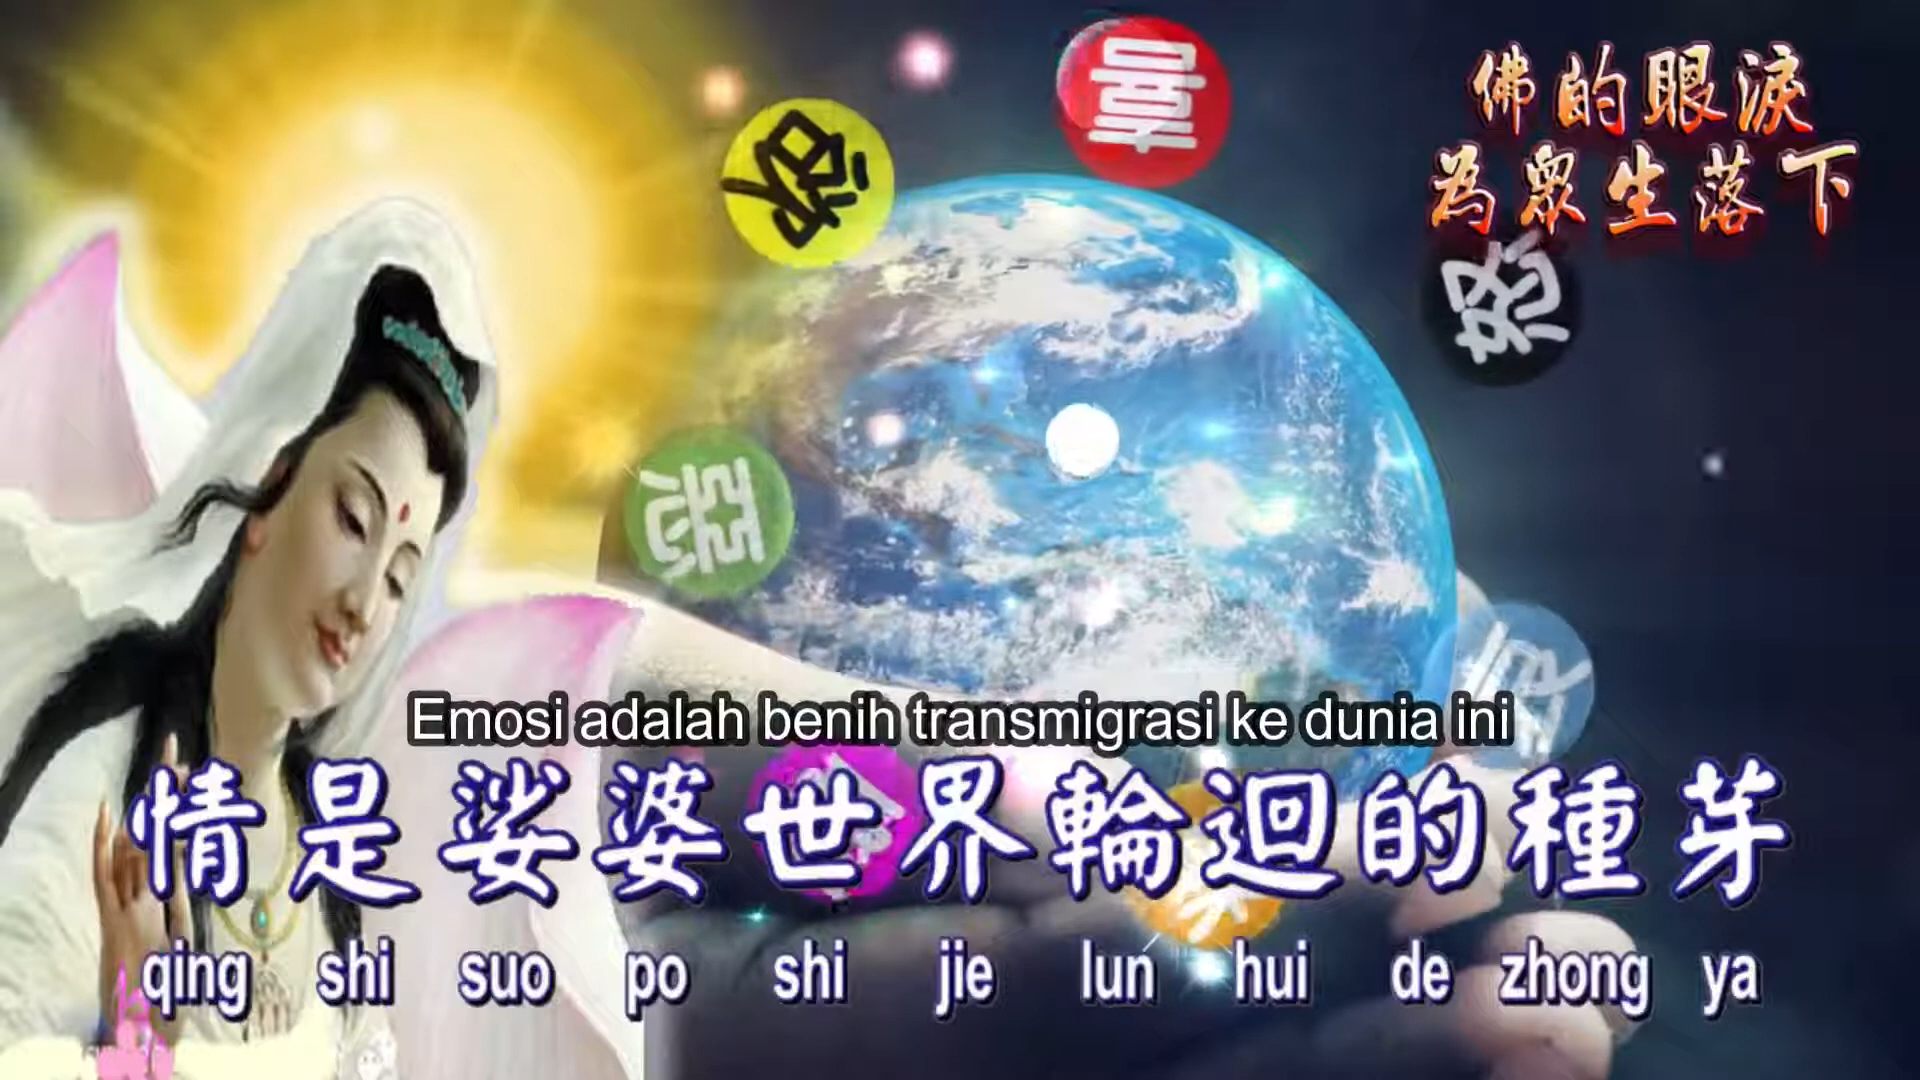 佛的眼淚
為眾生落下
欲
惡
Emosi adalah benih transmigrasi ke dunia ini
情是娑婆世界輪迴的種芽
qing shi suo po shi jie lun hui de zhong ya